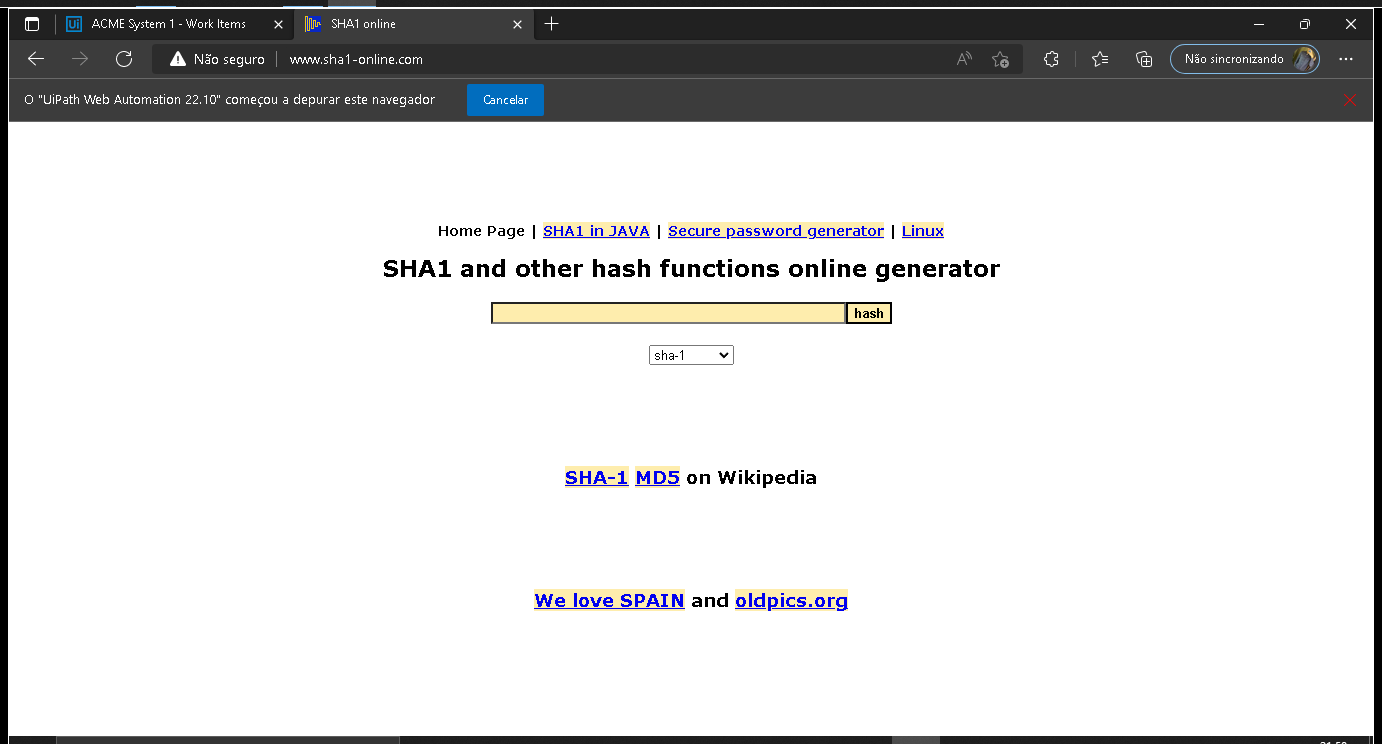 ACME System 1 - Work Items
SHA1 online
Não seguro
www.sha1-online.com
Não sincronizando
O "UiPath Web Automation 22.10" começou a depurar este navegador
Cancelar
Home Page | SHA1 in JAVA | Secure password generator | Linux
SHA1 and other hash functions online generator
hash
sha-1
SHA-1 MD5 on Wikipedia
We love SPAIN and oldpics.org